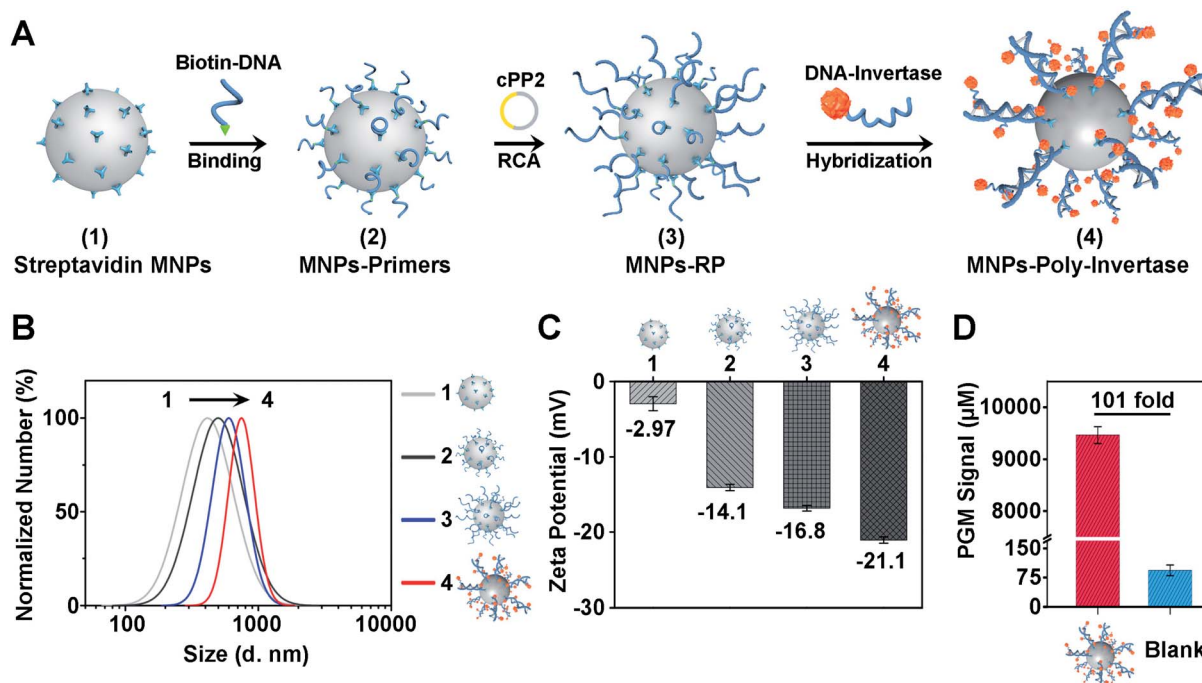 A
Biotin-DNA
Binding
cPP2
RCA
DNA-Invertase
Hybridization
(1)
Streptavidin MNPs
(2)
MNPs-Primers
(3)
MNPs-RP
(4)
MNPs-Poly-Invertase
B
Normalized Number (%)
100
50
0
1
4
100
1000
10000
Size (d. nm)
1
2
3
4
C
1
2
3
4
Zeta Potential (mV)
0
-10
-20
-30
-2.97
-14.1
-16.8
-21.1
D
PGM Signal (µM)
10000
9000
8000
150
75
0
101 fold
Blank